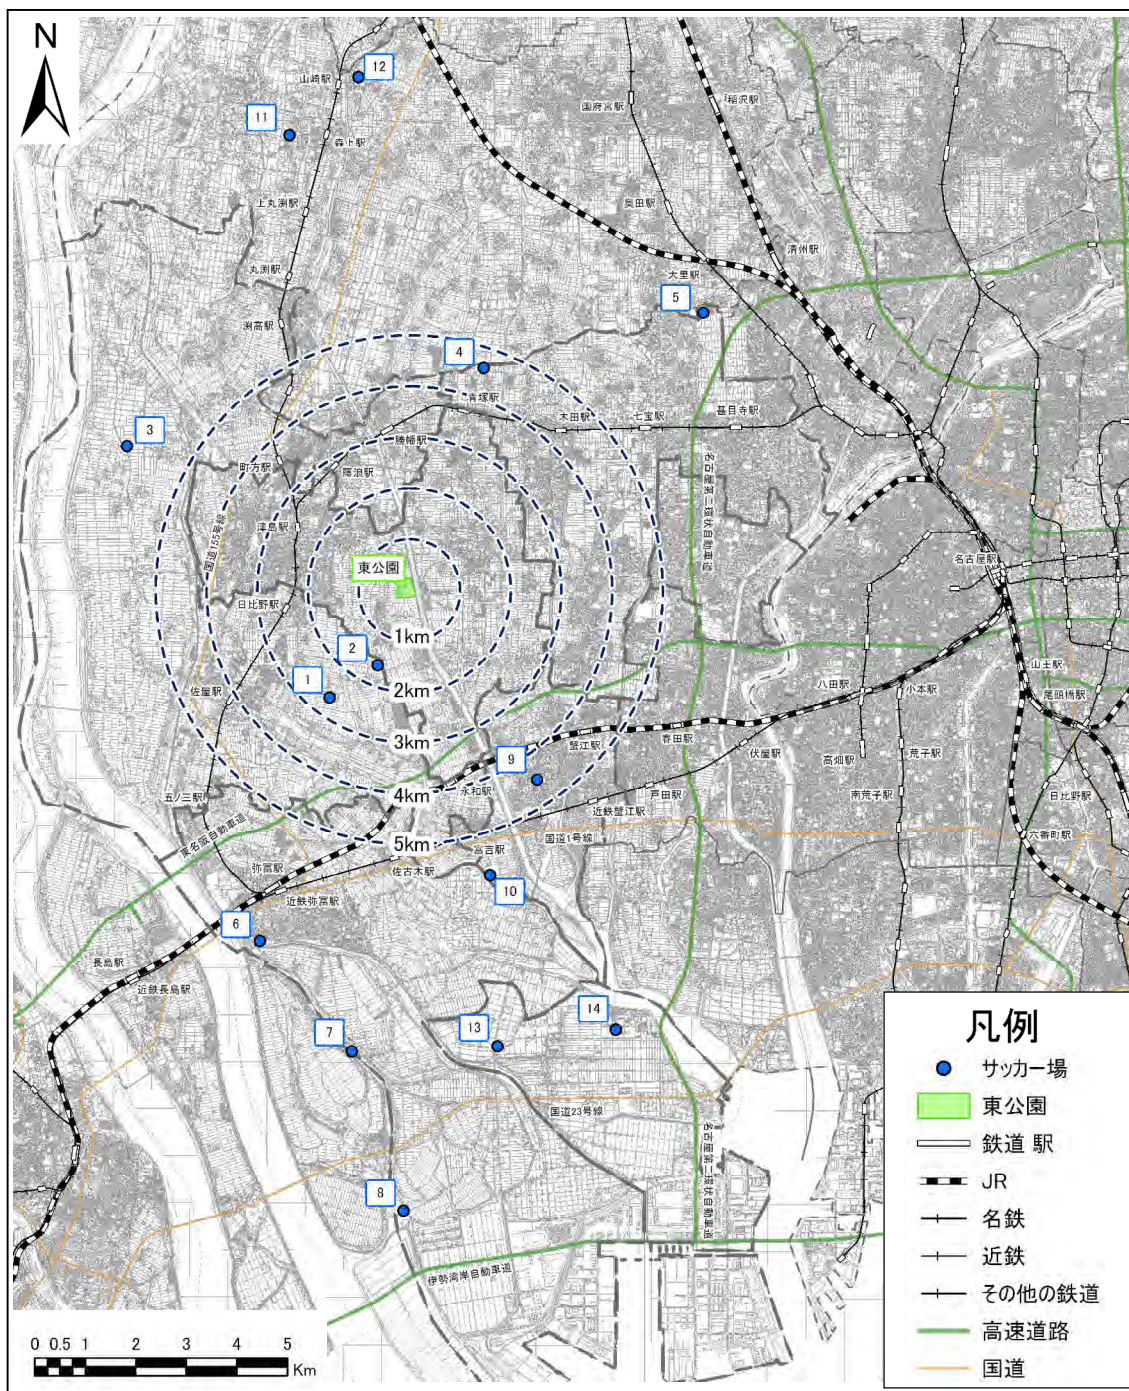 N
山崎駅
12
国府宮駅
稲沢駅
11
森上駅
上丸渕駅
奥田駅
清州駅
丸渕駅
大里駅
5
渕高駅
4
青塚駅
3
木田駅
七宝駅
甚目寺駅
勝幡駅
町方駅
藤浪駅
名古屋第二環状自動車道
国道155号線
津島駅
東公園
名古屋駅
日比野駅
1km
2
山王駅
1
2km
佐屋駅
八田駅
小本駅
尾頭橋駅
3km
9
蟹江駅
春田駅
伏屋駅
高畑駅
荒子駅
永和駅
4km
戸田駅
南荒子駅
日比野駅
五ノ三駅
近鉄蟹江駅
東名阪自動車道
5km
富吉駅
国道1号線
六番町駅
弥富駅
佐古木駅
近鉄弥富駅
10
6
長島駅
近鉄長島駅
7
13
14
国道23号線
名古屋第二環状自動車道
8
伊勢湾岸自動車道
凡例
サッカー場
東公園
鉄道 駅
JR
名鉄
近鉄
その他の鉄道
高速道路
国道
0 0.5 1 2 3 4 5
Km